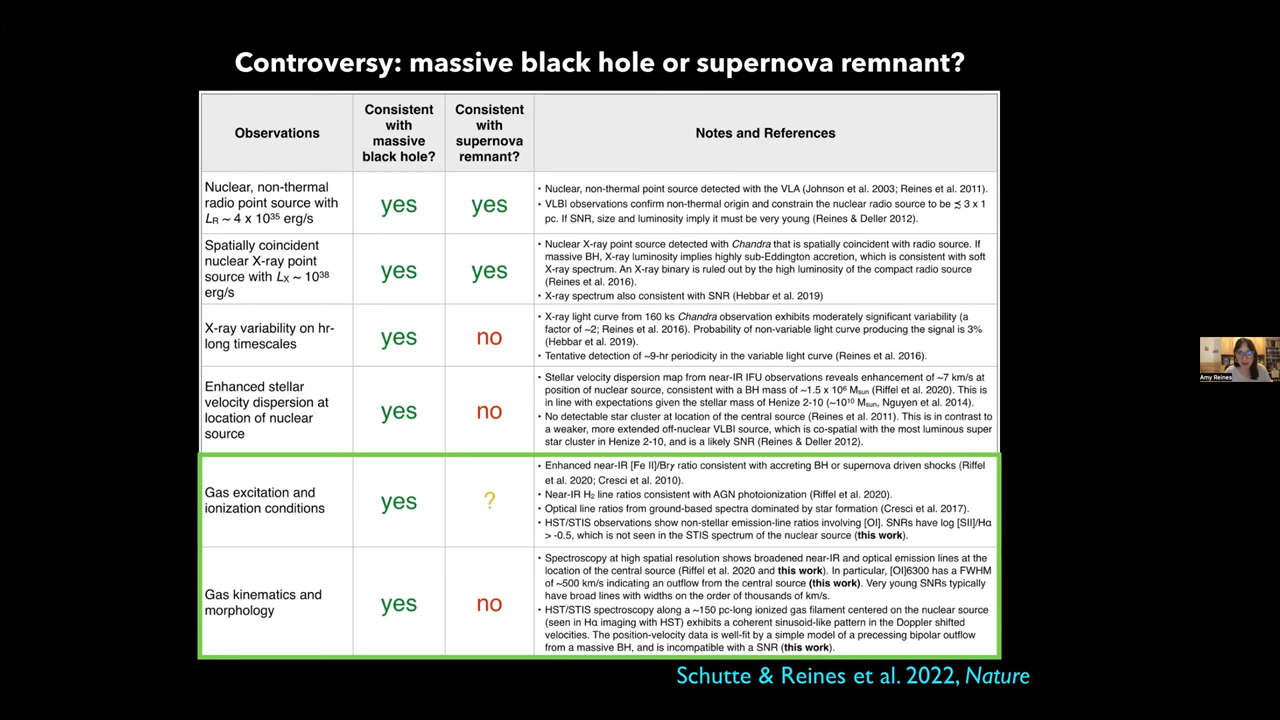 Controversy: massive black hole or supernova remnant?
Observations
Consistent
with
massive
black hole?
Consistent
with
supernova
remnant?
Notes and References
Nuclear, non-thermal
radio point source with
Lᴿ ~ 4 x 10³⁵ erg/s
yes
yes
• Nuclear, non-thermal point source detected with the VLA (Johnson et al. 2003; Reines et al. 2011).
• VLBI observations confirm non-thermal origin and constrain the nuclear radio source to be ≾ 3 x 1
pc. If SNR, size and luminosity imply it must be very young (Reines & Deller 2012).
Spatially coincident
nuclear X-ray point
source with Lₓ ~ 10³⁸
erg/s
yes
yes
• Nuclear X-ray point source detected with Chandra that is spatially coincident with radio source. If
massive BH, X-ray luminosity implies highly sub-Eddington accretion, which is consistent with soft
X-ray spectrum. An X-ray binary is ruled out by the high luminosity of the compact radio source
(Reines et al. 2016).
• X-ray spectrum also consistent with SNR (Hebbar et al. 2019)
X-ray variability on hr-
long timescales
yes
no
• X-ray light curve from 160 ks Chandra observation exhibits moderately significant variability (a
factor of ~2; Reines et al. 2016). Probability of non-variable light curve producing the signal is 3%
(Hebbar et al. 2019).
• Tentative detection of ~9-hr periodicity in the variable light curve (Reines et al. 2016).
Enhanced stellar
velocity dispersion at
location of nuclear
source
yes
no
• Stellar velocity dispersion map from near-IR IFU observations reveals enhancement of ~7 km/s at
position of nuclear source, consistent with a BH mass of ~1.5 x 10⁶ Msun (Riffel et al. 2020). This is
in line with expectations given the stellar mass of Henize 2-10 (~10¹⁰ Msun, Nguyen et al. 2014).
• No detectable star cluster at location of the central source (Reines et al. 2011). This is in contrast to
a weaker, more extended off-nuclear VLBI source, which is co-spatial with the most luminous super
star cluster in Henize 2-10, and is a likely SNR (Reines & Deller 2012).
Gas excitation and
ionization conditions
yes
?
• Enhanced near-IR [Fe II]/Brγ ratio consistent with accreting BH or supernova driven shocks (Riffel
et al. 2020; Cresci et al. 2010).
• Near-IR H₂ line ratios consistent with AGN photoionization (Riffel et al. 2020).
• Optical line ratios from ground-based spectra dominated by star formation (Cresci et al. 2017).
• HST/STIS observations show non-stellar emission-line ratios involving [OI]. SNRs have log [SII]/Hα
> -0.5, which is not seen in the STIS spectrum of the nuclear source (this work).
Gas kinematics and
morphology
yes
no
• Spectroscopy at high spatial resolution shows broadened near-IR and optical emission lines at the
location of the central source (Riffel et al. 2020 and this work). In particular, [OI]6300 has a FWHM
of ~500 km/s indicating an outflow from the central source (this work). Very young SNRs typically
have broad lines with widths on the order of thousands of km/s.
• HST/STIS spectroscopy along a ~150 pc-long ionized gas filament centered on the nuclear source
(seen in Hα imaging with HST) exhibits a coherent sinusoid-like pattern in the Doppler shifted
velocities. The position-velocity data is well-fit by a simple model of a precessing bipolar outflow
from a massive BH, and is incompatible with a SNR (this work).
Schutte & Reines et al. 2022, Nature
Amy Reines